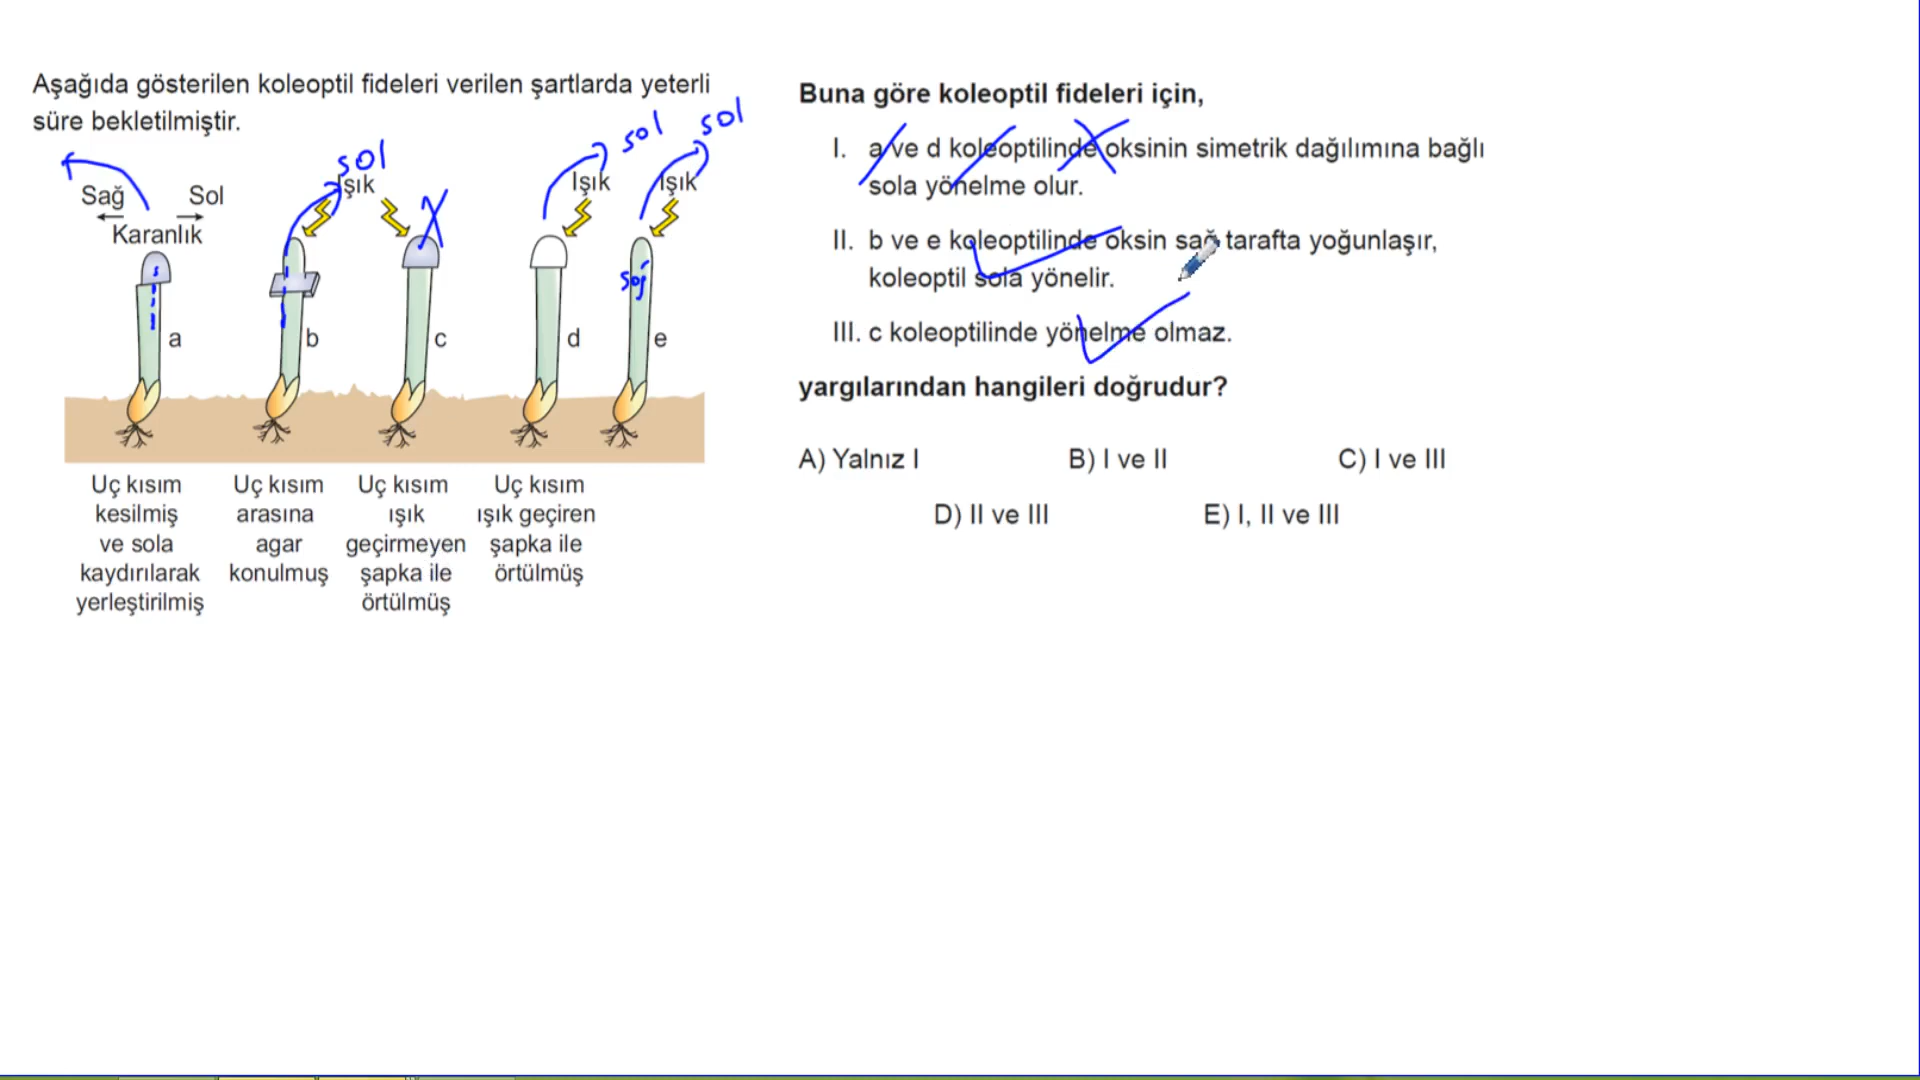 Aşağıda gösterilen koleoptil fideleri verilen şartlarda yeterli
süre bekletilmiştir.
sol
sol
sol
Sağ
Sol
Karanlık
Işık
Işık
Işık
s
sağ
a
b
c
d
e
Uç kısım
kesilmiş
ve sola
kaydırılarak
yerleştirilmiş
Uç kısım
arasına
agar
konulmuş
Uç kısım
ışık
geçirmeyen
şapka ile
örtülmüş
Uç kısım
ışık geçiren
şapka ile
örtülmüş
Buna göre koleoptil fideleri için,
I. a ve d koleoptilinde oksinin simetrik dağılımına bağlı
sola yönelme olur.
II. b ve e koleoptilinde oksin sağ tarafta yoğunlaşır,
koleoptil sola yönelir.
III. c koleoptilinde yönelme olmaz.
yargılarından hangileri doğrudur?
A) Yalnız I
B) I ve II
C) I ve III
D) II ve III
E) I, II ve III